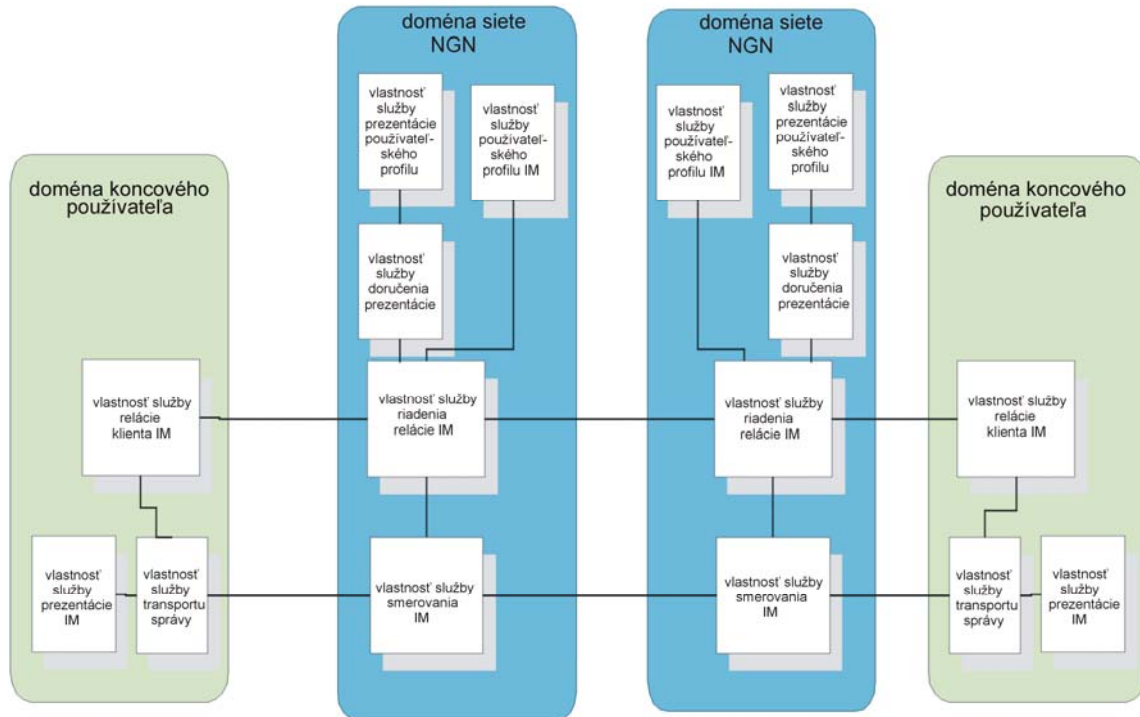 doména siete
NGN
vlastnosť
služby
prezentácie
používateľ-
ského
profilu
vlastnosť
služby
používateľ-
ského
profilu IM
vlastnosť
služby
doručenia
prezentácie
vlastnosť služby
riadenia
relácie IM
vlastnosť služby
smerovania
IM
doména siete
NGN
vlastnosť
služby
používateľ-
ského
profilu IM
vlastnosť
služby
prezentácie
používateľ-
ského
profilu
vlastnosť
služby
doručenia
prezentácie
vlastnosť služby
riadenia
relácie IM
vlastnosť služby
smerovania
IM
doména koncového
používateľa
vlastnosť služby
relácie
klienta IM
vlastnosť
služby
prezentácie
IM
vlastnosť
služby
transportu
správy
doména koncového
používateľa
vlastnosť služby
relácie
klienta IM
vlastnosť
služby
transportu
správy
vlastnosť
služby
prezentácie
IM